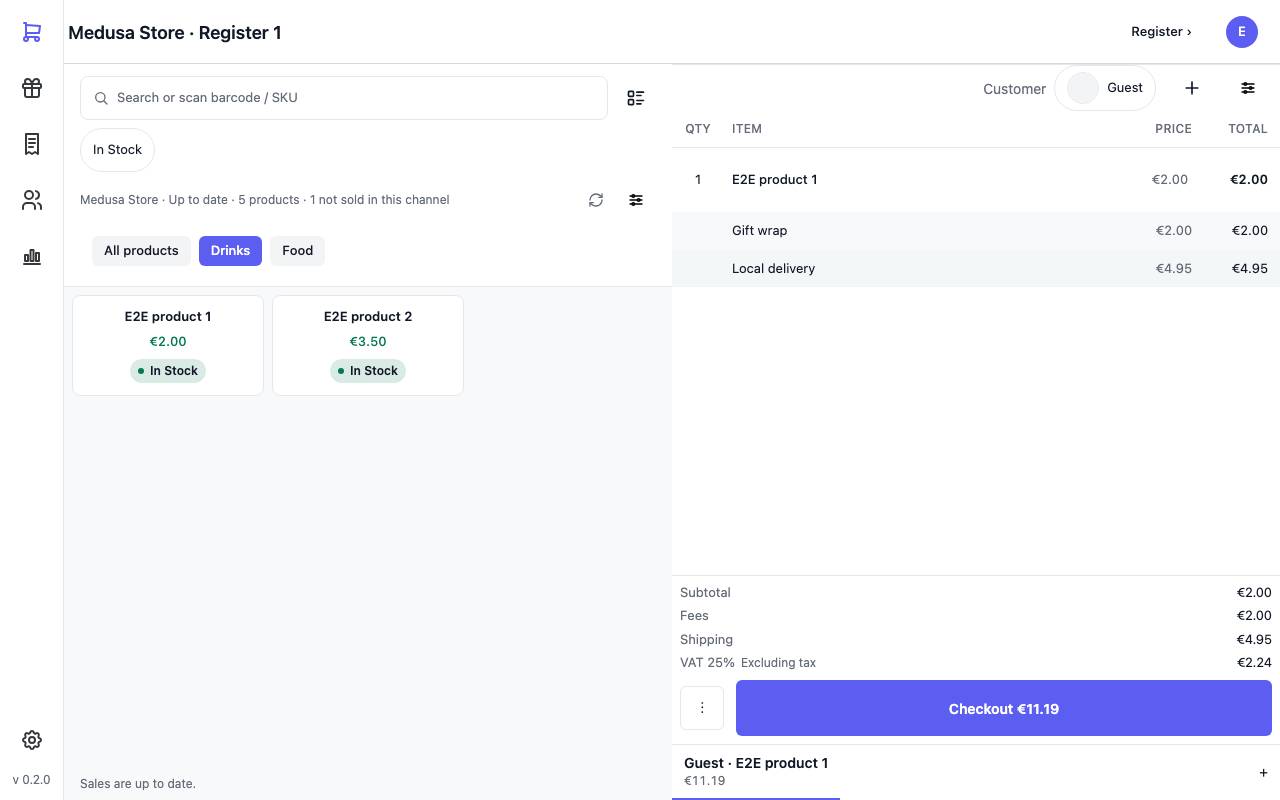 Medusa Store · Register 1
Register ›
E
Search or scan barcode / SKU
In Stock
Medusa Store · Up to date · 5 products · 1 not sold in this channel
All products
Drinks
Food
E2E product 1
€2.00
In Stock
E2E product 2
€3.50
In Stock
Sales are up to date.
v 0.2.0
Customer
Guest
QTY ITEM PRICE TOTAL
1 E2E product 1 €2.00 €2.00
Gift wrap €2.00 €2.00
Local delivery €4.95 €4.95
Subtotal €2.00
Fees €2.00
Shipping €4.95
VAT 25% Excluding tax €2.24
Checkout €11.19
Guest · E2E product 1
€11.19
+